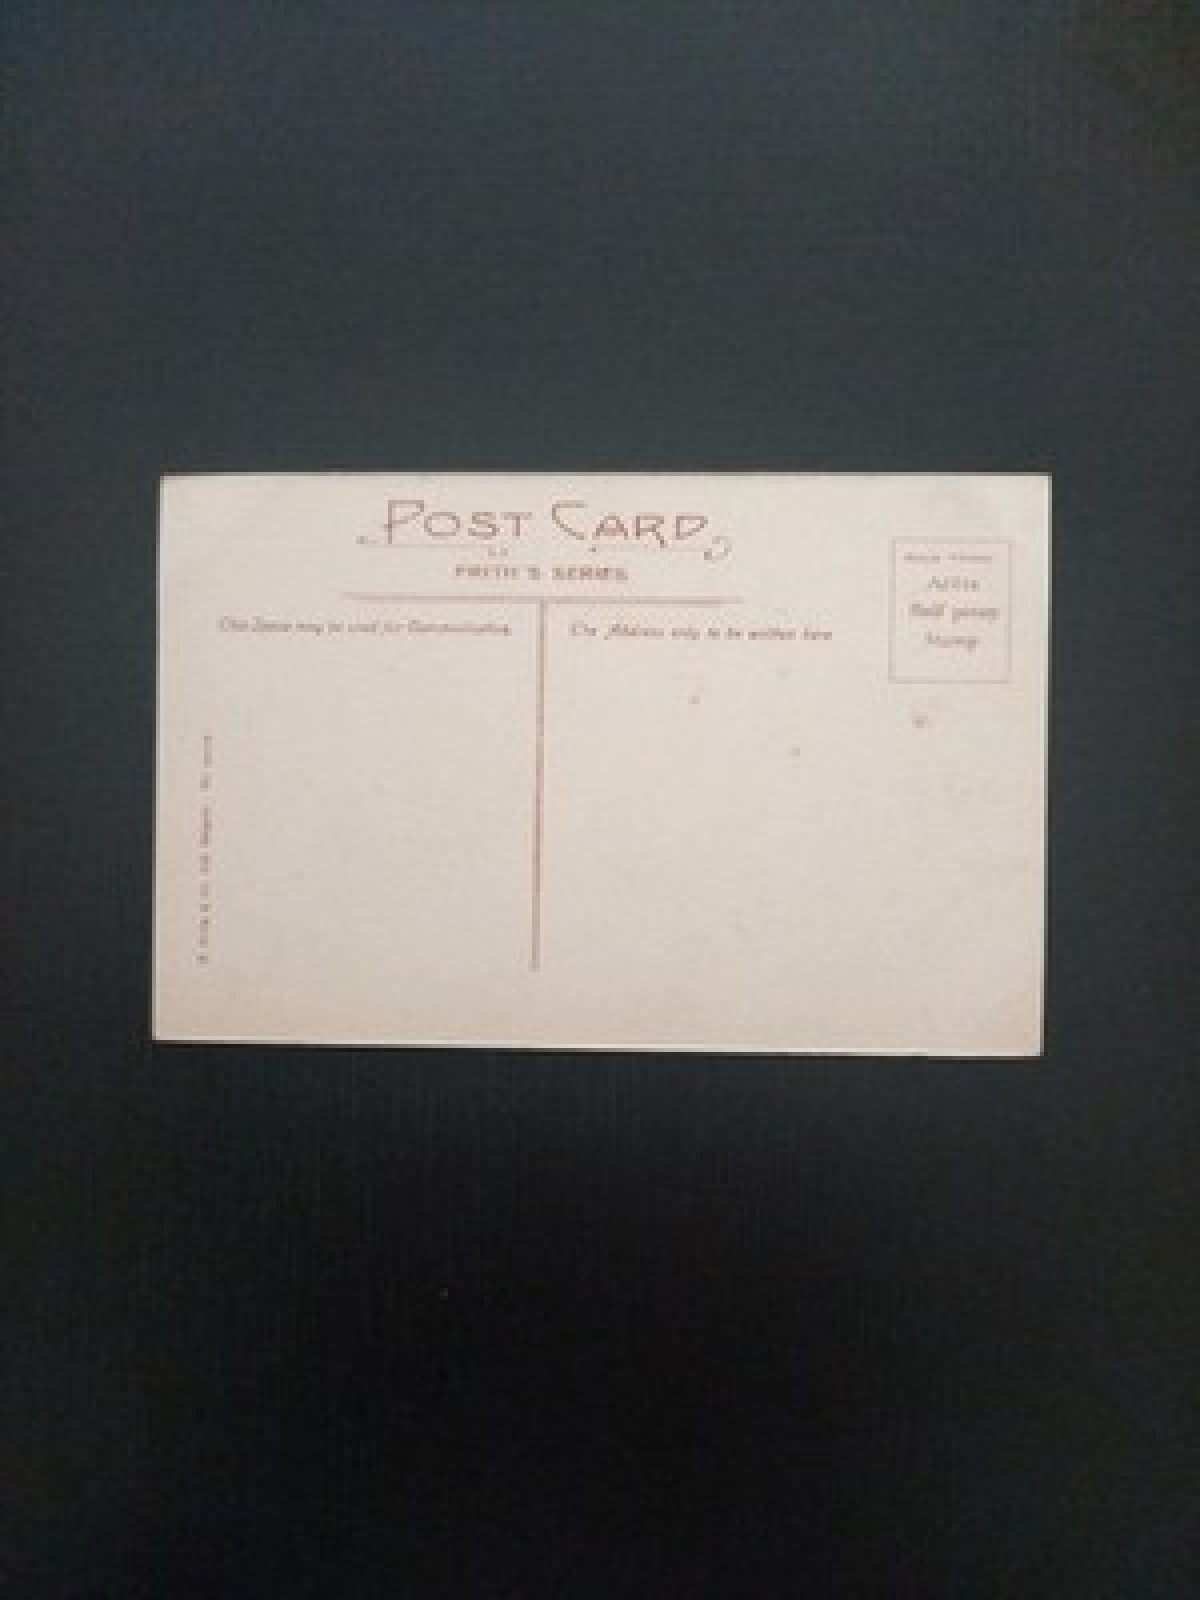 POST CARD
FRITH'S SERIES
This Space may be used for Communication
The Address only to be written here
Affix
Half penny
Stamp